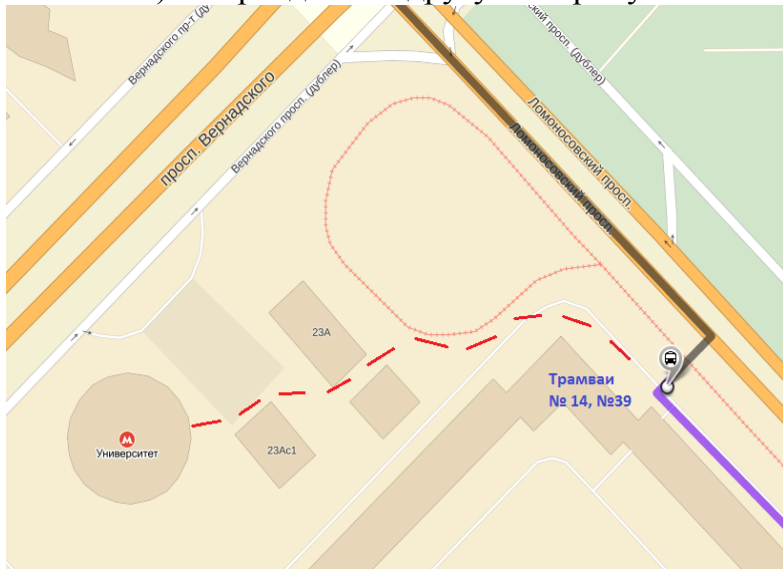 Вернадского пр-т (ду
просп. Вернадского
Вернадского просп. (дублер)
просп. (дублер)
Ломоносовский просп.
Ломоносовский просп.
23А
Трамваи
№ 14, №39
Университет
23Ас1